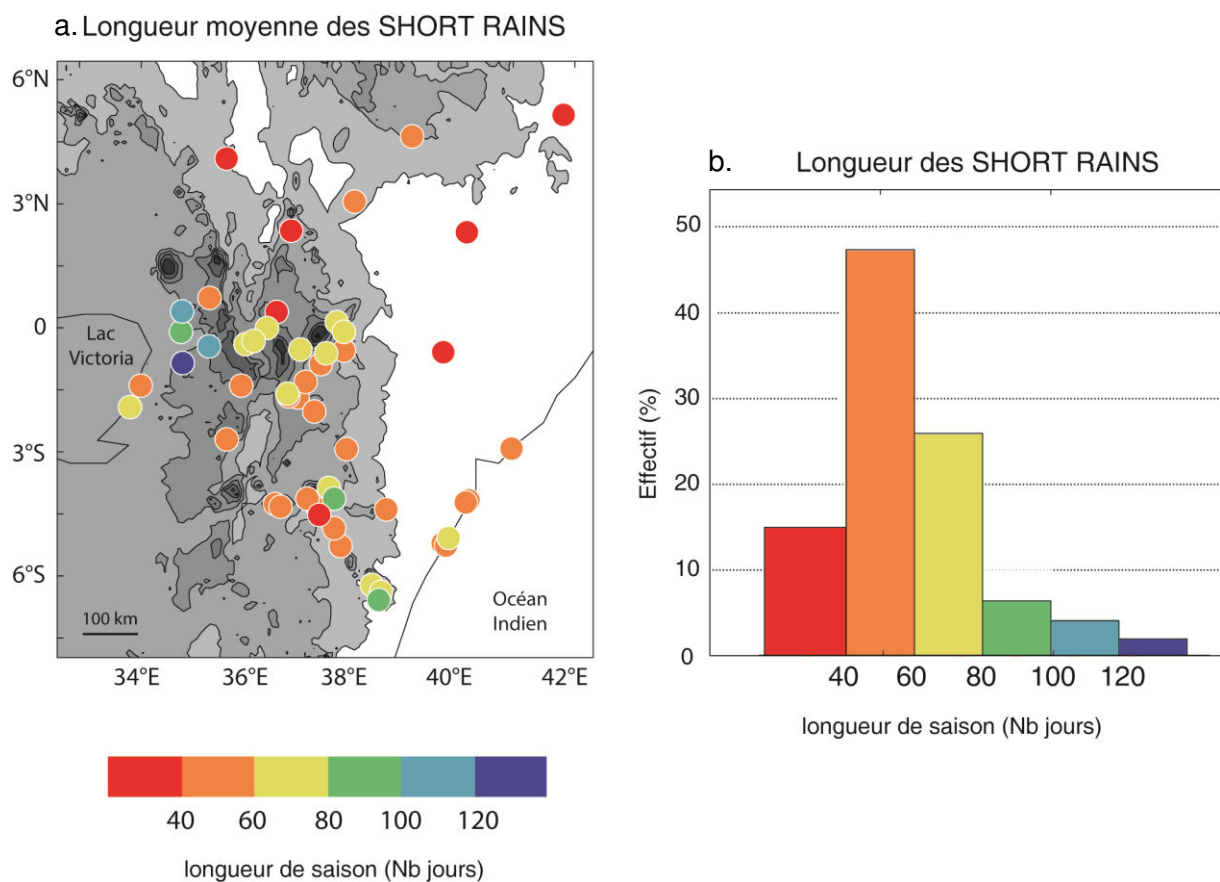 a. Longueur moyenne des SHORT RAINS
6°N
3°N
0
3°S
6°S
Lac
Victoria
Océan
Indien
100 km
34°E 36°E 38°E 40°E 42°E
40 60 80 100 120
longueur de saison (Nb jours)
b. Longueur des SHORT RAINS
Effectif (%)
50
40
30
20
10
0
40 60 80 100 120
longueur de saison (Nb jours)